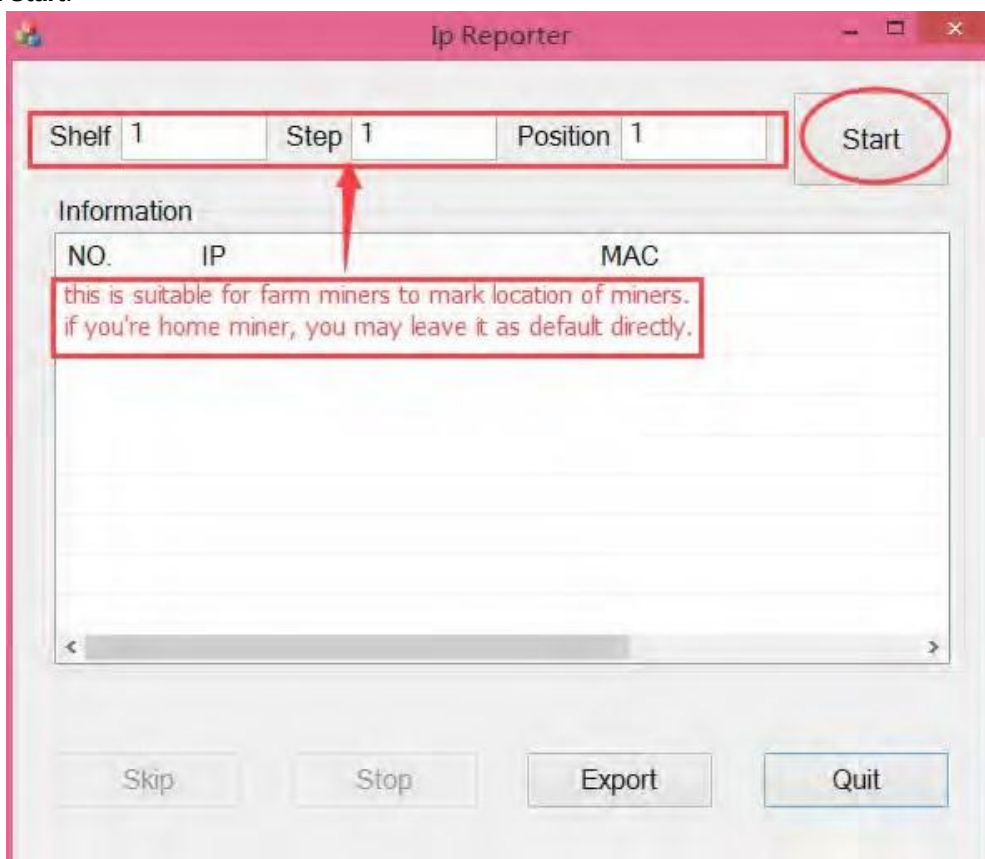 Start.
Ip Reporter
Shelf 1 Step 1 Position 1 Start
Information
NO. IP MAC
this is suitable for farm miners to mark location of miners.
if you're home miner, you may leave it as default directly.
Skip Stop Export Quit